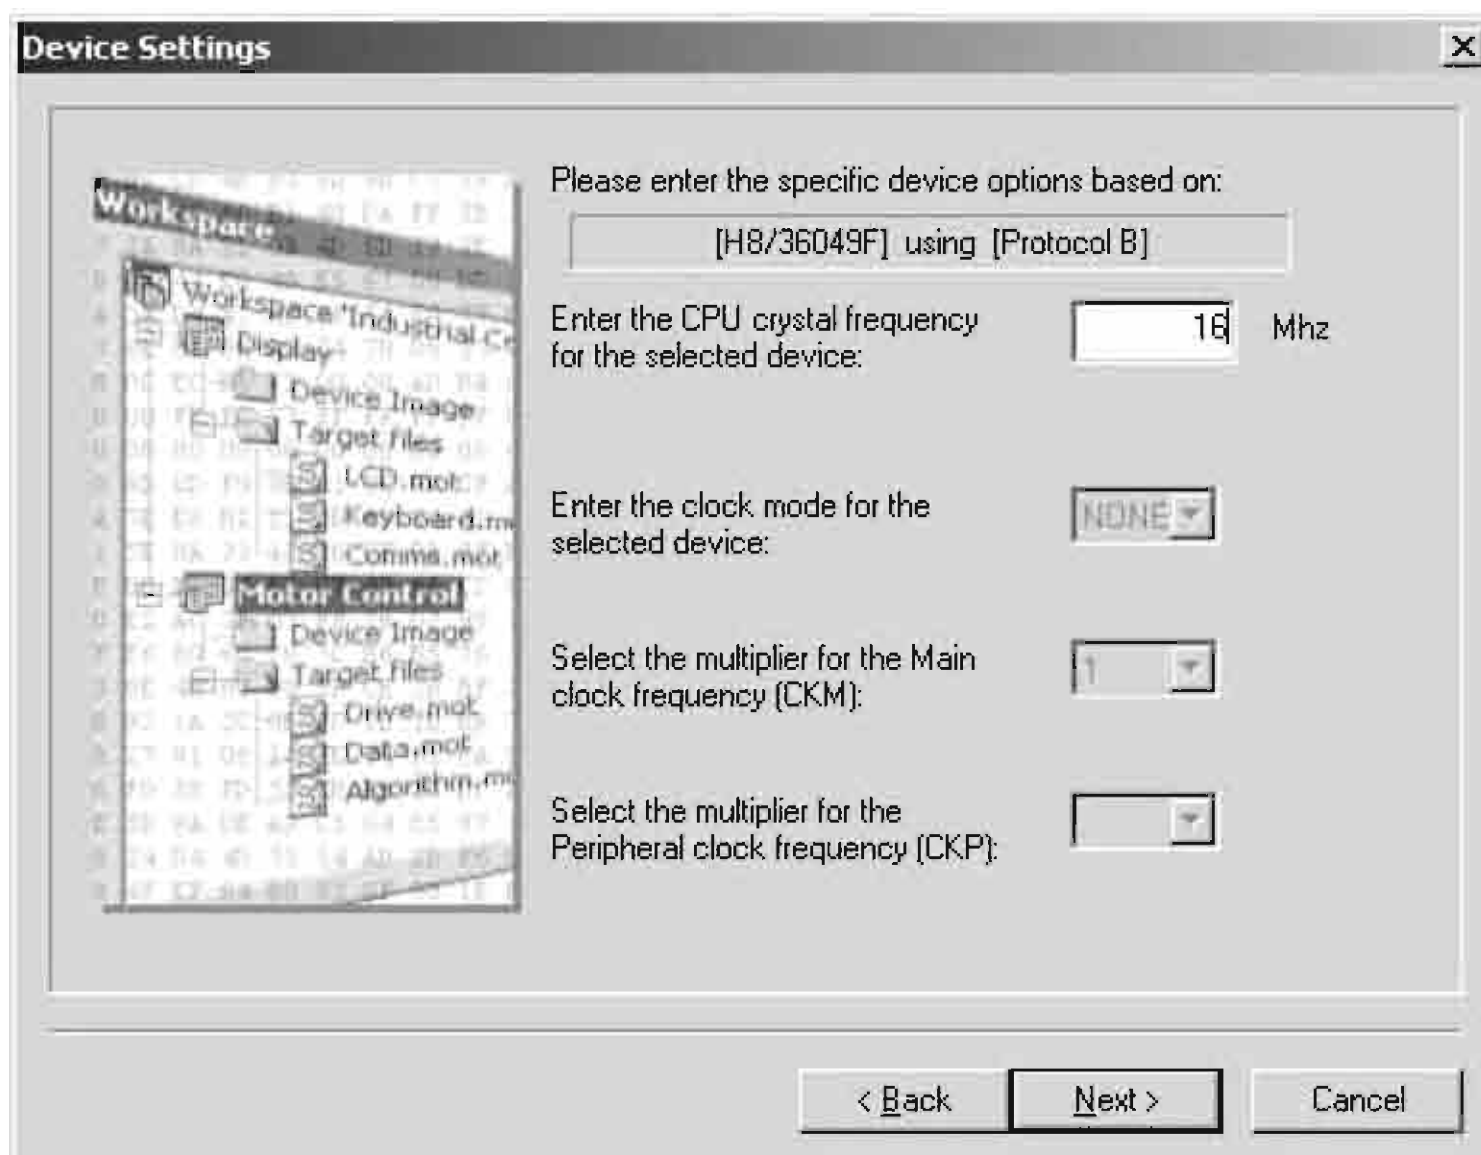 Device Settings
Workspace
Workspace 'Industrial Ce
Display
Device Image
Target files
LCD.mot
Keyboard.mo
Comms.mot
Motor Control
Device Image
Target files
Drive.mot
Data.mot
Algorithm.mo
Please enter the specific device options based on:
[H8/36049F] using [Protocol B]
Enter the CPU crystal frequency
for the selected device:
16 Mhz
Enter the clock mode for the
selected device:
NONE
Select the multiplier for the Main
clock frequency (CKM):
1
Select the multiplier for the
Peripheral clock frequency (CKP):
< Back
Next >
Cancel